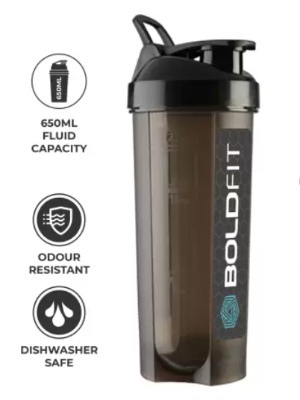 650ML
650ML
FLUID
CAPACITY
ODOUR
RESISTANT
DISHWASHER
SAFE
BOLDFIT